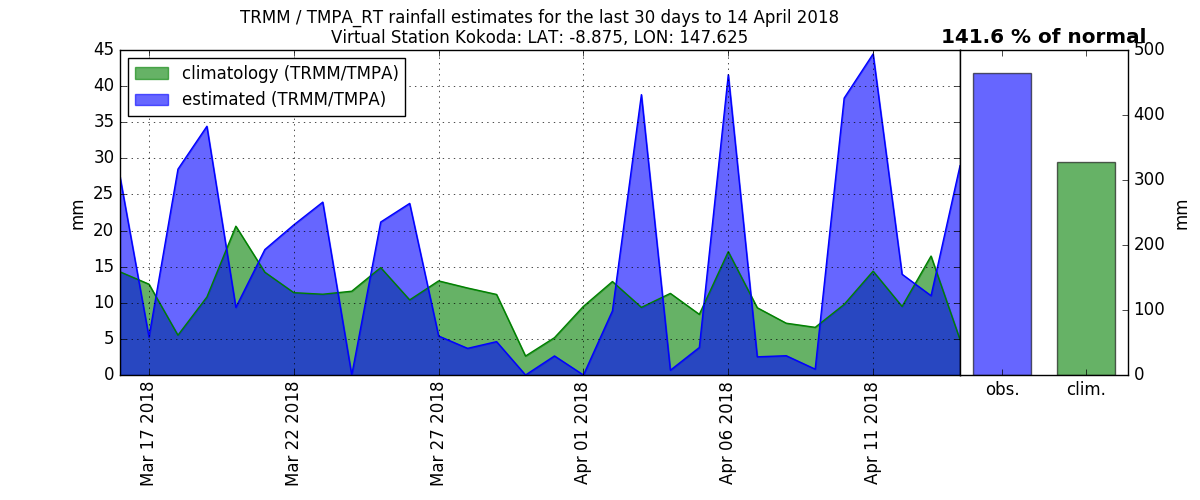 TRMM / TMPA_RT rainfall estimates for the last 30 days to 14 April 2018
Virtual Station Kokoda: LAT: -8.875, LON: 147.625
141.6 % of normal
climatology (TRMM/TMPA)
estimated (TRMM/TMPA)
45
40
35
30
25
20
15
10
5
0
mm
Mar 17 2018
Mar 22 2018
Mar 27 2018
Apr 01 2018
Apr 06 2018
Apr 11 2018
500
400
300
200
100
0
mm
obs.
clim.